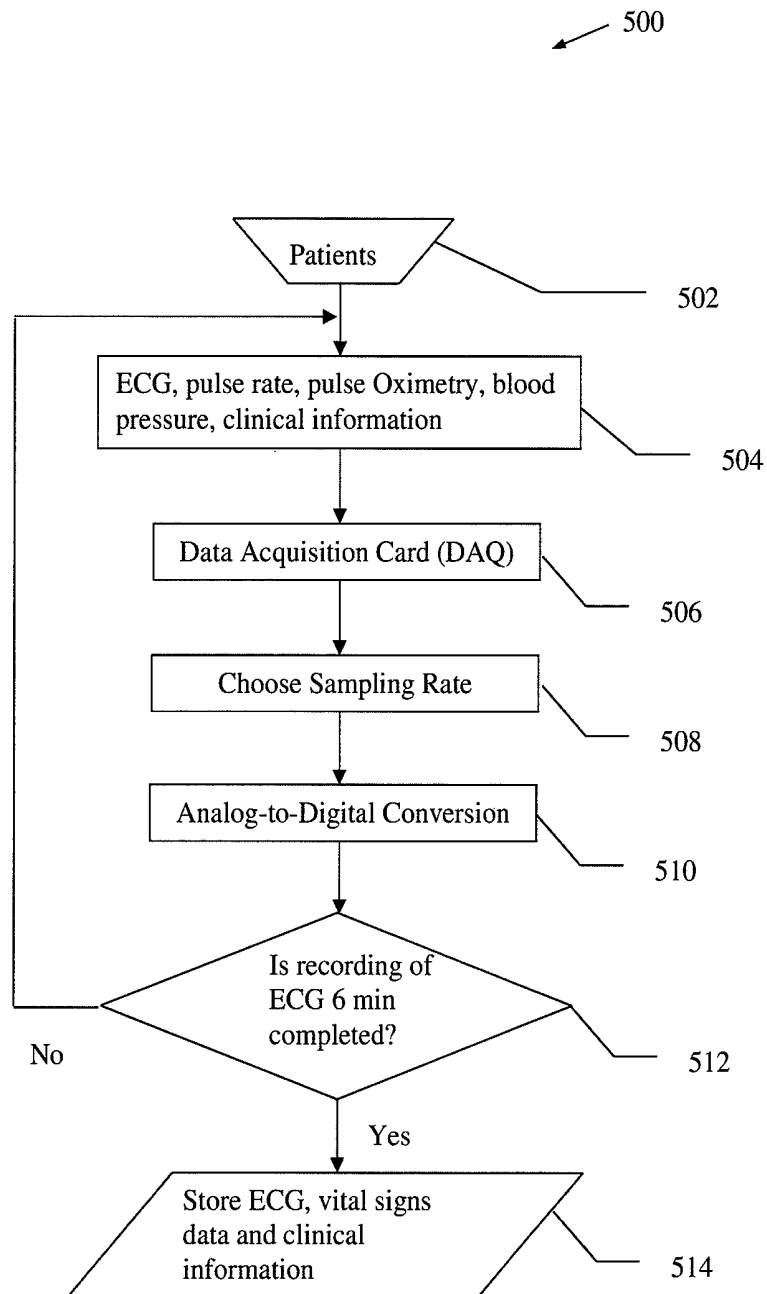 500
Patients
502
ECG, pulse rate, pulse Oximetry, blood
pressure, clinical information
504
Data Acquisition Card (DAQ)
506
Choose Sampling Rate
508
Analog-to-Digital Conversion
510
Is recording of
ECG 6 min
completed?
No
512
Yes
Store ECG, vital signs
data and clinical
information
514